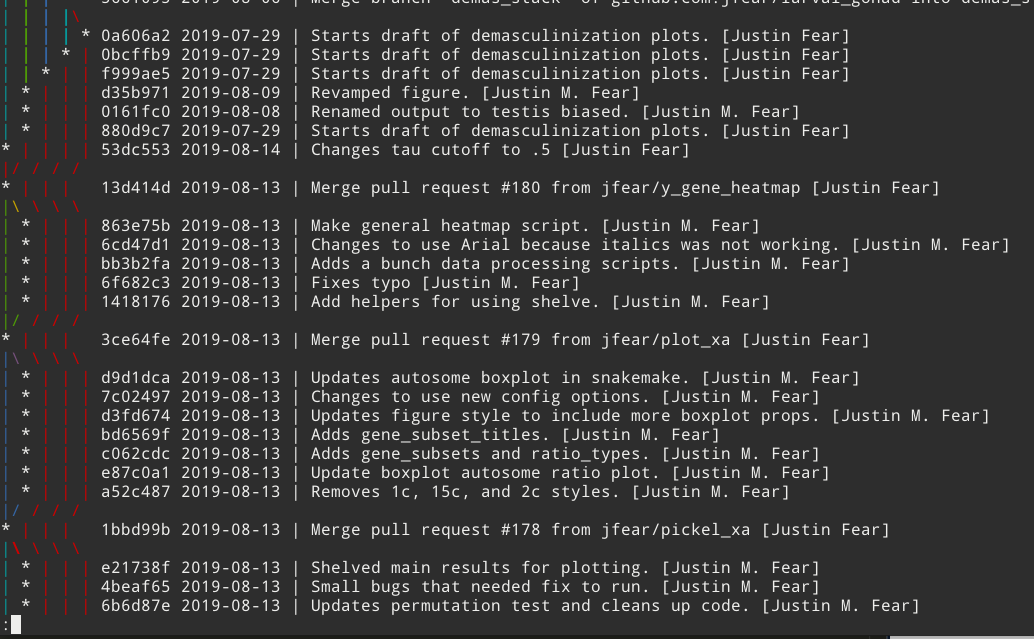 * 0a606a2 2019-07-29 | Starts draft of demasculinization plots. [Justin Fear]
* | 0bcffb9 2019-07-29 | Starts draft of demasculinization plots. [Justin Fear]
* | | f999ae5 2019-07-29 | Starts draft of demasculinization plots. [Justin Fear]
| * | | | d35b971 2019-08-09 | Revamped figure. [Justin M. Fear]
| * | | | 0161fc0 2019-08-08 | Renamed output to testis biased. [Justin M. Fear]
| * | | | 880d9c7 2019-07-29 | Starts draft of demasculinization plots. [Justin Fear]
* | | | | 53dc553 2019-08-14 | Changes tau cutoff to .5 [Justin Fear]
|/ / / /
* | | | 13d414d 2019-08-13 | Merge pull request #180 from jfear/y_gene_heatmap [Justin Fear]
|\ \ \ \
| * | | | 863e75b 2019-08-13 | Make general heatmap script. [Justin M. Fear]
| * | | | 6cd47d1 2019-08-13 | Changes to use Arial because italics was not working. [Justin M. Fear]
| * | | | bb3b2fa 2019-08-13 | Adds a bunch data processing scripts. [Justin M. Fear]
| * | | | 6f682c3 2019-08-13 | Fixes typo [Justin M. Fear]
| * | | | 1418176 2019-08-13 | Add helpers for using shelve. [Justin M. Fear]
|/ / / /
* | | | 3ce64fe 2019-08-13 | Merge pull request #179 from jfear/plot_xa [Justin Fear]
|\ \ \ \
| * | | | d9d1dca 2019-08-13 | Updates autosome boxplot in snakemake. [Justin M. Fear]
| * | | | 7c02497 2019-08-13 | Changes to use new config options. [Justin M. Fear]
| * | | | d3fd674 2019-08-13 | Updates figure style to include more boxplot props. [Justin M. Fear]
| * | | | bd6569f 2019-08-13 | Adds gene_subset_titles. [Justin M. Fear]
| * | | | c062cdc 2019-08-13 | Adds gene_subsets and ratio_types. [Justin M. Fear]
| * | | | e87c0a1 2019-08-13 | Update boxplot autosome ratio plot. [Justin M. Fear]
| * | | | a52c487 2019-08-13 | Removes 1c, 15c, and 2c styles. [Justin M. Fear]
|/ / / /
* | | | 1bbd99b 2019-08-13 | Merge pull request #178 from jfear/pickel_xa [Justin Fear]
|\ \ \ \
| * | | | e21738f 2019-08-13 | Shelved main results for plotting. [Justin M. Fear]
| * | | | 4beaf65 2019-08-13 | Small bugs that needed fix to run. [Justin M. Fear]
| * | | | 6b6d87e 2019-08-13 | Updates permutation test and cleans up code. [Justin M. Fear]
: